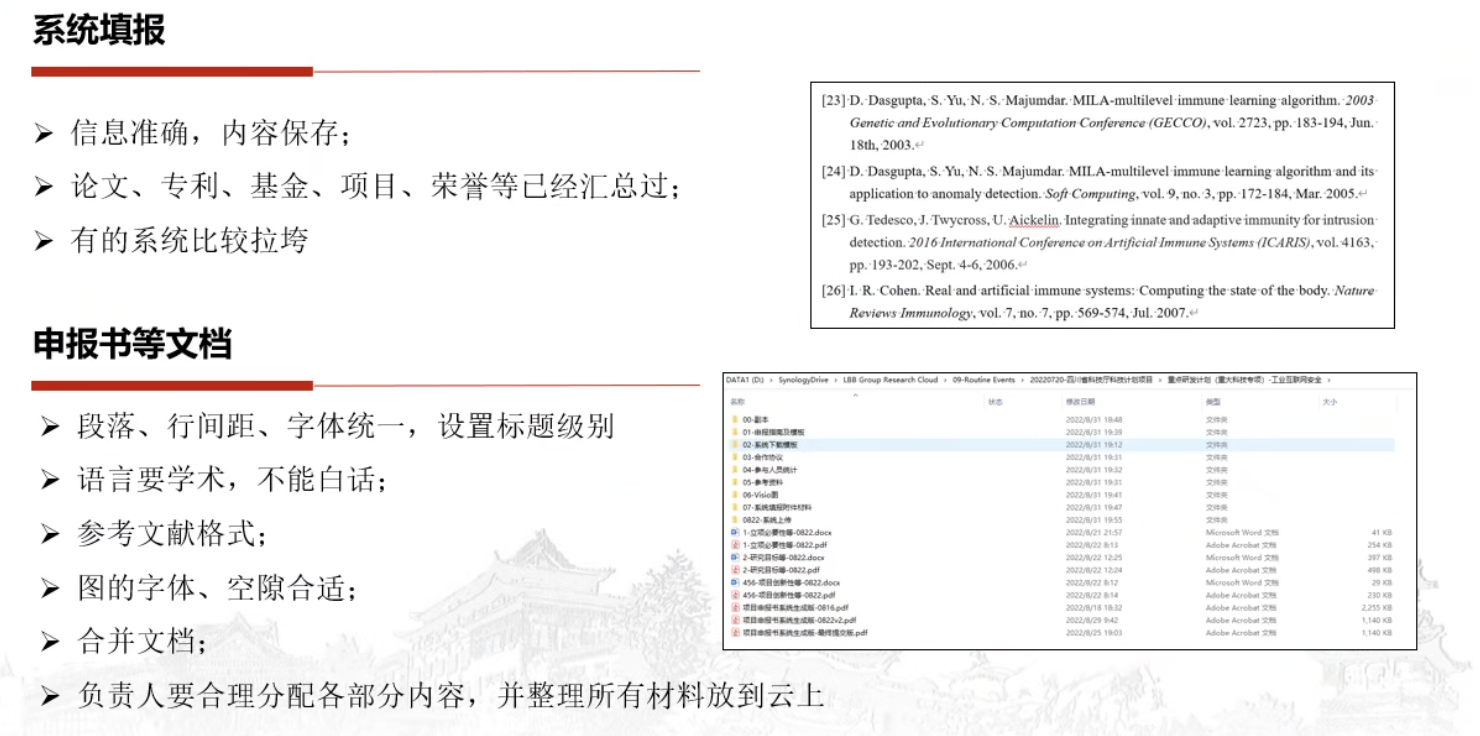 系统填报
➢ 信息准确，内容保存；
➢ 论文、专利、基金、项目、荣誉等已经汇总过；
➢ 有的系统比较拉垮
[23] D. Dasgupta, S. Yu, N. S. Majumdar. MILA-multilevel immune learning algorithm. 2003
Genetic and Evolutionary Computation Conference (GECCO), vol. 2723, pp. 183-194, Jun.
18th, 2003.
[24] D. Dasgupta, S. Yu, N. S. Majumdar. MILA-multilevel immune learning algorithm and its
application to anomaly detection. Soft Computing, vol. 9, no. 3, pp. 172-184, Mar. 2005.
[25] G. Tedesco, J. Twycross, U. Aickelin. Integrating innate and adaptive immunity for intrusion
detection. 2016 International Conference on Artificial Immune Systems (ICARIS), vol. 4163,
pp. 193-202, Sept. 4-6, 2006.
[26] I. R. Cohen. Real and artificial immune systems: Computing the state of the body. Nature
Reviews Immunology, vol. 7, no. 7, pp. 569-574, Jul. 2007.
申报书等文档
➢ 段落、行间距、字体统一，设置标题级别
➢ 语言要学术，不能白话；
➢ 参考文献格式；
➢ 图的字体、空隙合适；
➢ 合并文档；
➢ 负责人要合理分配各部分内容，并整理所有材料放到云上
DATA1 (D:) › SynologyDrive › LBB Group Research Cloud › 09-Routine Events › 20220720-四川省科技厅科技计划项目 › 重点研发计划（重大科技专项）-工业互联网安全 ›
名称 状态 修改日期 类型 大小
00-副本 2022/8/31 18:48 文件夹
01-申报指南及模板 2022/8/31 19:39 文件夹
02-系统下载模板 2022/8/31 19:12 文件夹
03-合作协议 2022/8/31 19:31 文件夹
04-参与人员统计 2022/8/31 19:32 文件夹
05-参考资料 2022/8/31 19:31 文件夹
06-Visio图 2022/8/31 19:41 文件夹
07-系统填报附件材料 2022/8/31 19:47 文件夹
0822-系统上传 2022/8/31 19:55 文件夹
1-立项必要性等-0822.docx 2022/8/21 21:57 Microsoft Word 文档 41 KB
1-立项必要性等-0822.pdf 2022/8/22 8:13 Adobe Acrobat 文档 254 KB
2-研究目标等-0822.docx 2022/8/22 12:25 Microsoft Word 文档 397 KB
2-研究目标等-0822.pdf 2022/8/22 12:24 Adobe Acrobat 文档 498 KB
456-项目创新性等-0822.docx 2022/8/22 8:12 Microsoft Word 文档 29 KB
456-项目创新性等-0822.pdf 2022/8/22 8:14 Adobe Acrobat 文档 230 KB
项目申报书系统生成版-0816.pdf 2022/8/18 18:32 Adobe Acrobat 文档 2,255 KB
项目申报书系统生成版-0822v2.pdf 2022/8/29 9:42 Adobe Acrobat 文档 1,140 KB
项目申报书系统生成版-最终提交版.pdf 2022/8/25 19:03 Adobe Acrobat 文档 1,140 KB